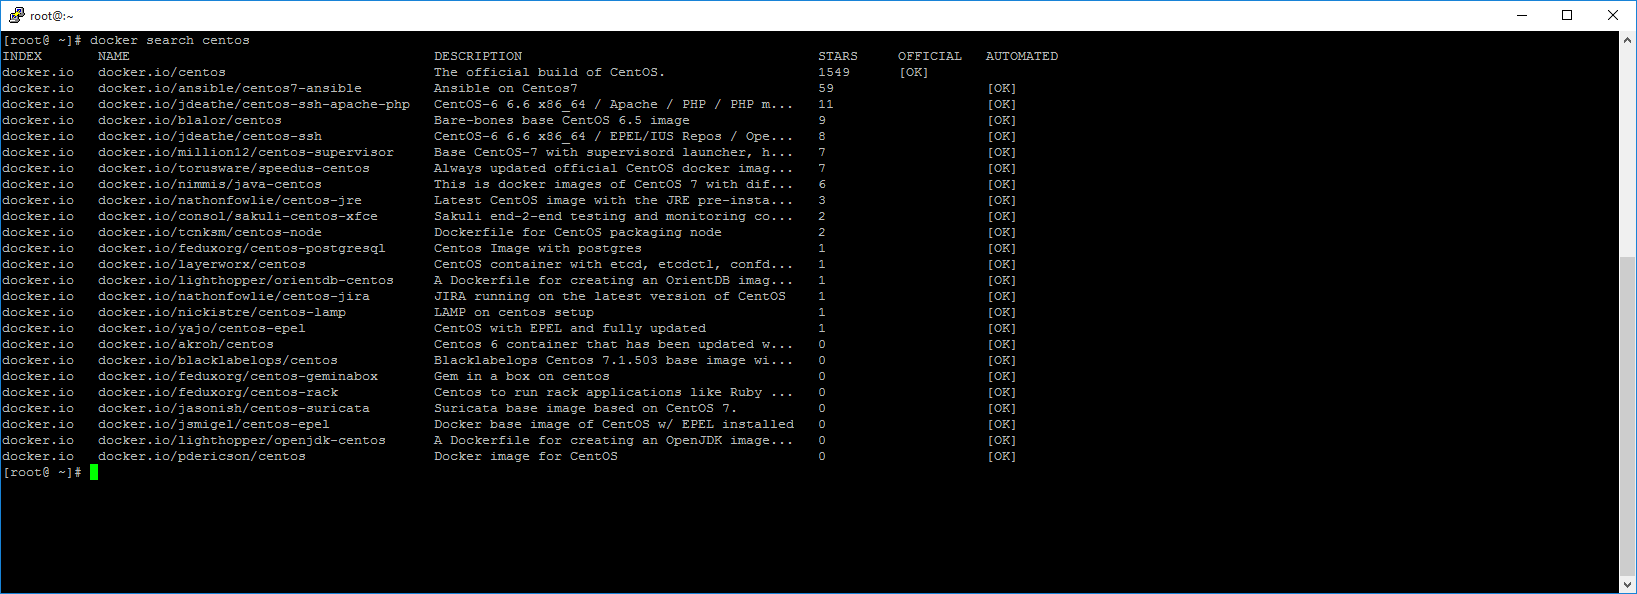 root@:~
[root@ ~]# docker search centos
INDEX NAME DESCRIPTION STARS OFFICIAL AUTOMATED
docker.io docker.io/centos The official build of CentOS. 1549 [OK]
docker.io docker.io/ansible/centos7-ansible Ansible on Centos7 59 [OK]
docker.io docker.io/jdeathe/centos-ssh-apache-php CentOS-6 6.6 x86_64 / Apache / PHP / PHP m... 11 [OK]
docker.io docker.io/blalor/centos Bare-bones base CentOS 6.5 image 9 [OK]
docker.io docker.io/jdeathe/centos-ssh CentOS-6 6.6 x86_64 / EPEL/IUS Repos / Ope... 8 [OK]
docker.io docker.io/million12/centos-supervisor Base CentOS-7 with supervisord launcher, h... 7 [OK]
docker.io docker.io/torusware/speedus-centos Always updated official CentOS docker imag... 7 [OK]
docker.io docker.io/nimmis/java-centos This is docker images of CentOS 7 with dif... 6 [OK]
docker.io docker.io/nathonfowlie/centos-jre Latest CentOS image with the JRE pre-insta... 3 [OK]
docker.io docker.io/consol/sakuli-centos-xfce Sakuli end-2-end testing and monitoring co... 2 [OK]
docker.io docker.io/tcnksm/centos-node Dockerfile for CentOS packaging node 2 [OK]
docker.io docker.io/feduxorg/centos-postgresql Centos Image with postgres 1 [OK]
docker.io docker.io/layerworx/centos CentOS container with etcd, etcdctl, confd... 1 [OK]
docker.io docker.io/lighthopper/orientdb-centos A Dockerfile for creating an OrientDB imag... 1 [OK]
docker.io docker.io/nathonfowlie/centos-jira JIRA running on the latest version of CentOS 1 [OK]
docker.io docker.io/nickistre/centos-lamp LAMP on centos setup 1 [OK]
docker.io docker.io/yajo/centos-epel CentOS with EPEL and fully updated 1 [OK]
docker.io docker.io/akroh/centos Centos 6 container that has been updated w... 0 [OK]
docker.io docker.io/blacklabelops/centos Blacklabelops Centos 7.1.503 base image wi... 0 [OK]
docker.io docker.io/feduxorg/centos-geminabox Gem in a box on centos 0 [OK]
docker.io docker.io/feduxorg/centos-rack Centos to run rack applications like Ruby ... 0 [OK]
docker.io docker.io/jasonish/centos-suricata Suricata base image based on CentOS 7. 0 [OK]
docker.io docker.io/jsmigel/centos-epel Docker base image of CentOS w/ EPEL installed 0 [OK]
docker.io docker.io/lighthopper/openjdk-centos A Dockerfile for creating an OpenJDK image... 0 [OK]
docker.io docker.io/pdericson/centos Docker image for CentOS 0 [OK]
[root@ ~]#